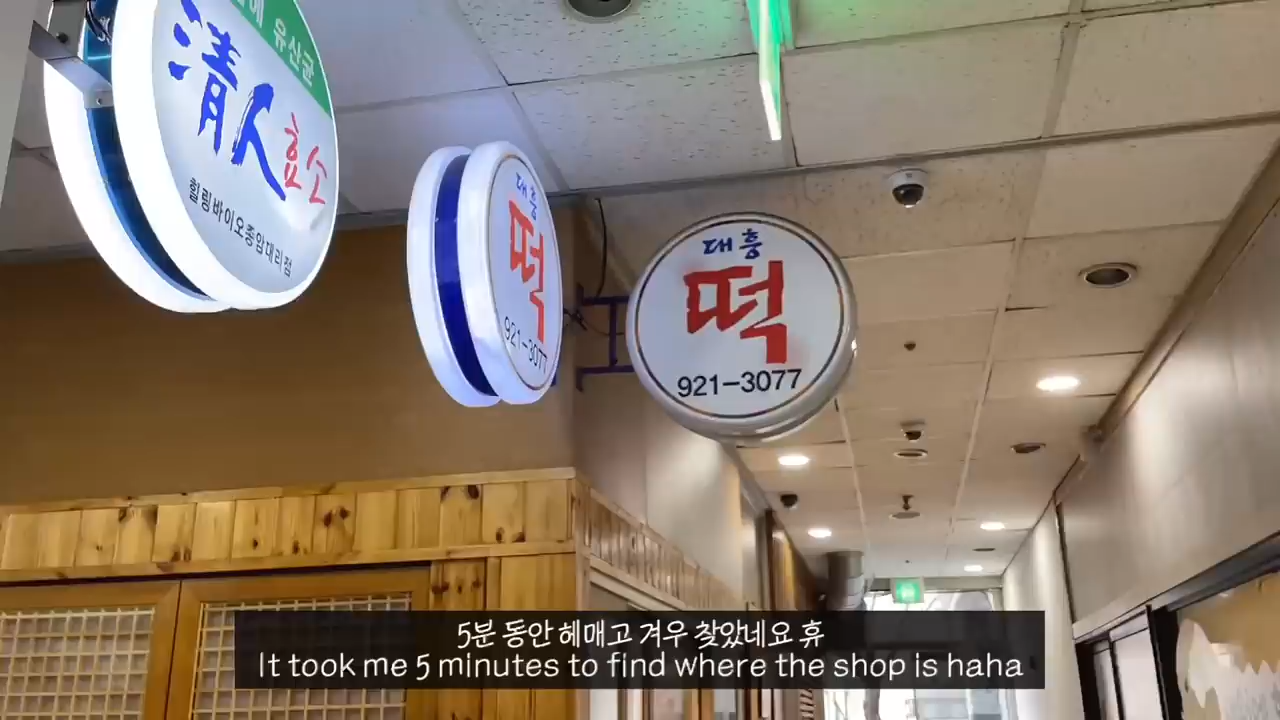 유산균
清人 효소
힐링바이오종암대리점
대흥
떡
921-3077
대흥
떡
921-3077
5분 동안 헤매고 겨우 찾았네요 휴
It took me 5 minutes to find where the shop is haha